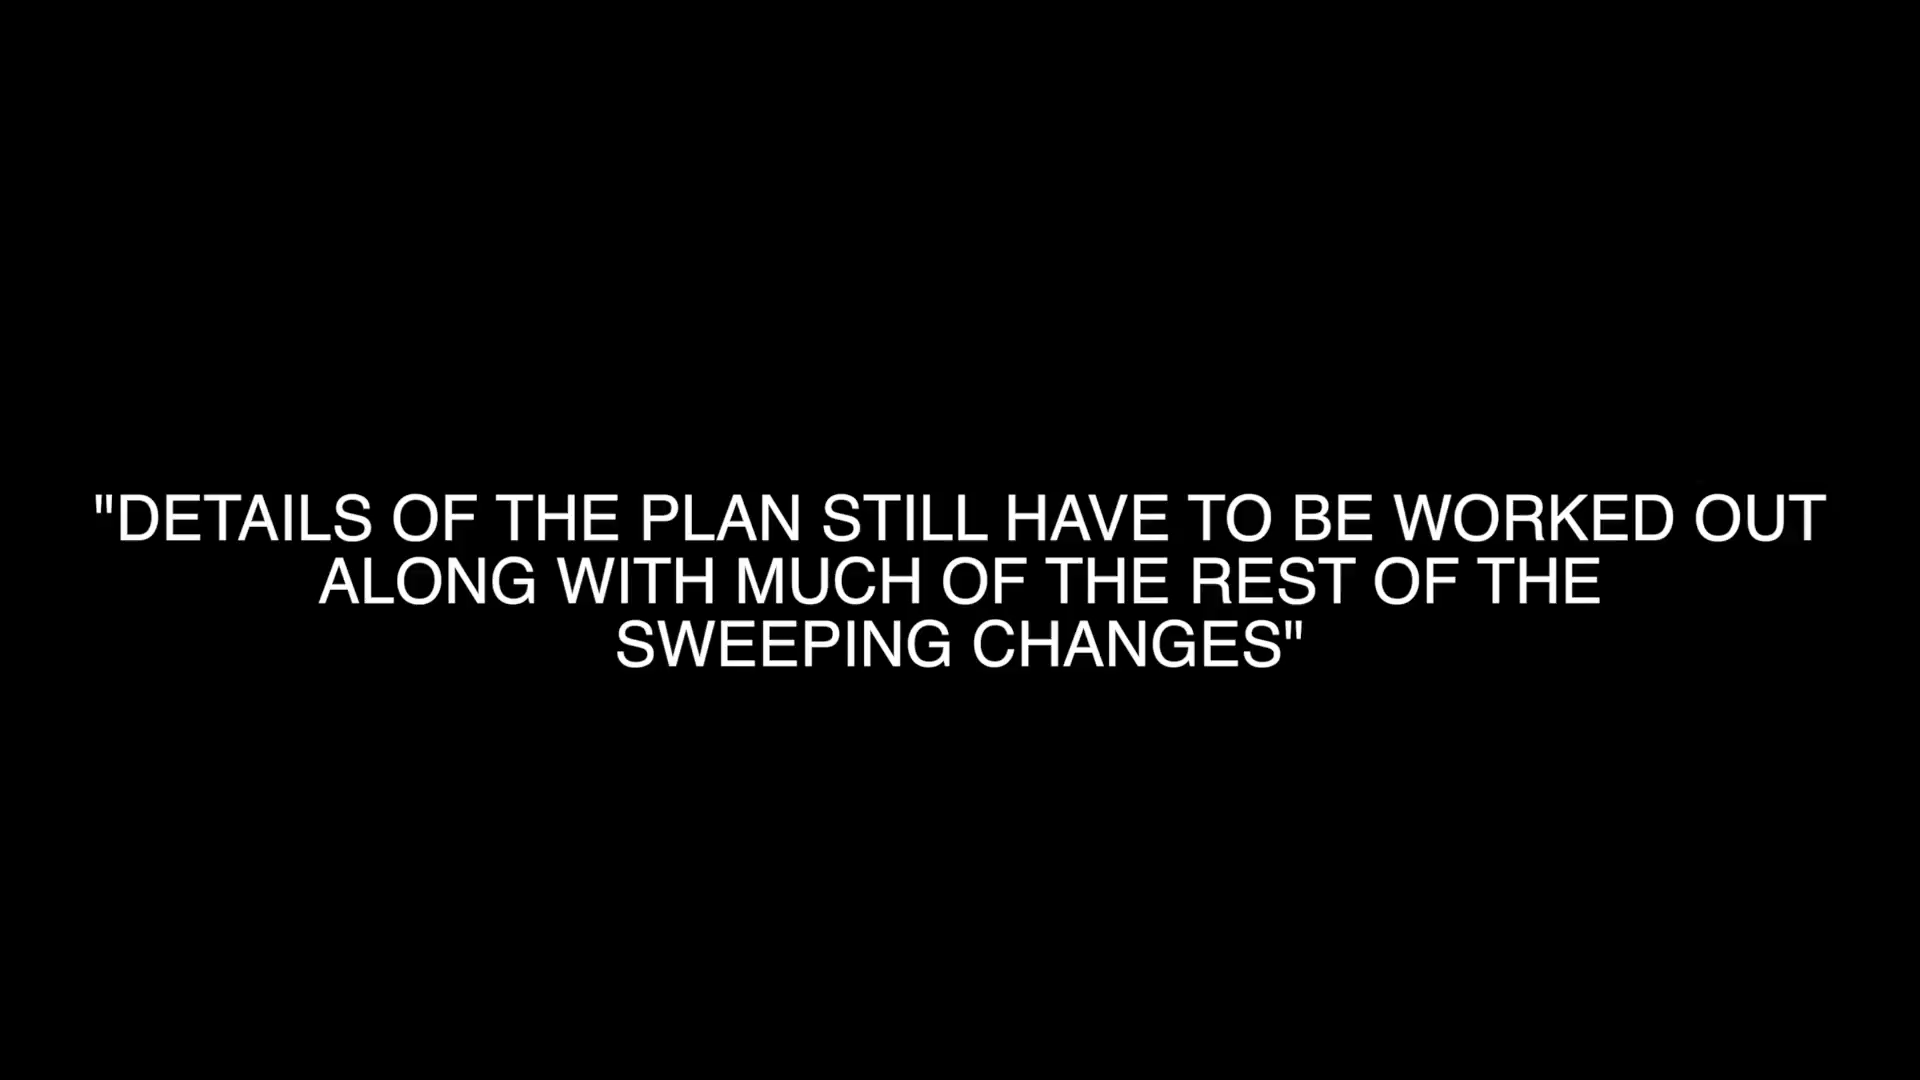 "DETAILS OF THE PLAN STILL HAVE TO BE WORKED OUT
ALONG WITH MUCH OF THE REST OF THE
SWEEPING CHANGES"